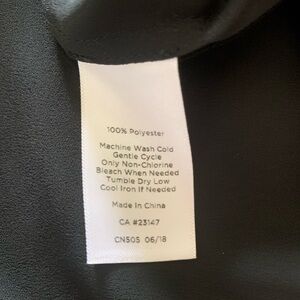 100% Polyester
Machine Wash Cold
Gentle Cycle
Only Non-Chlorine
Bleach When Needed
Tumble Dry Low
Cool Iron If Needed
Made In China
CA #23147
CN505 06/18